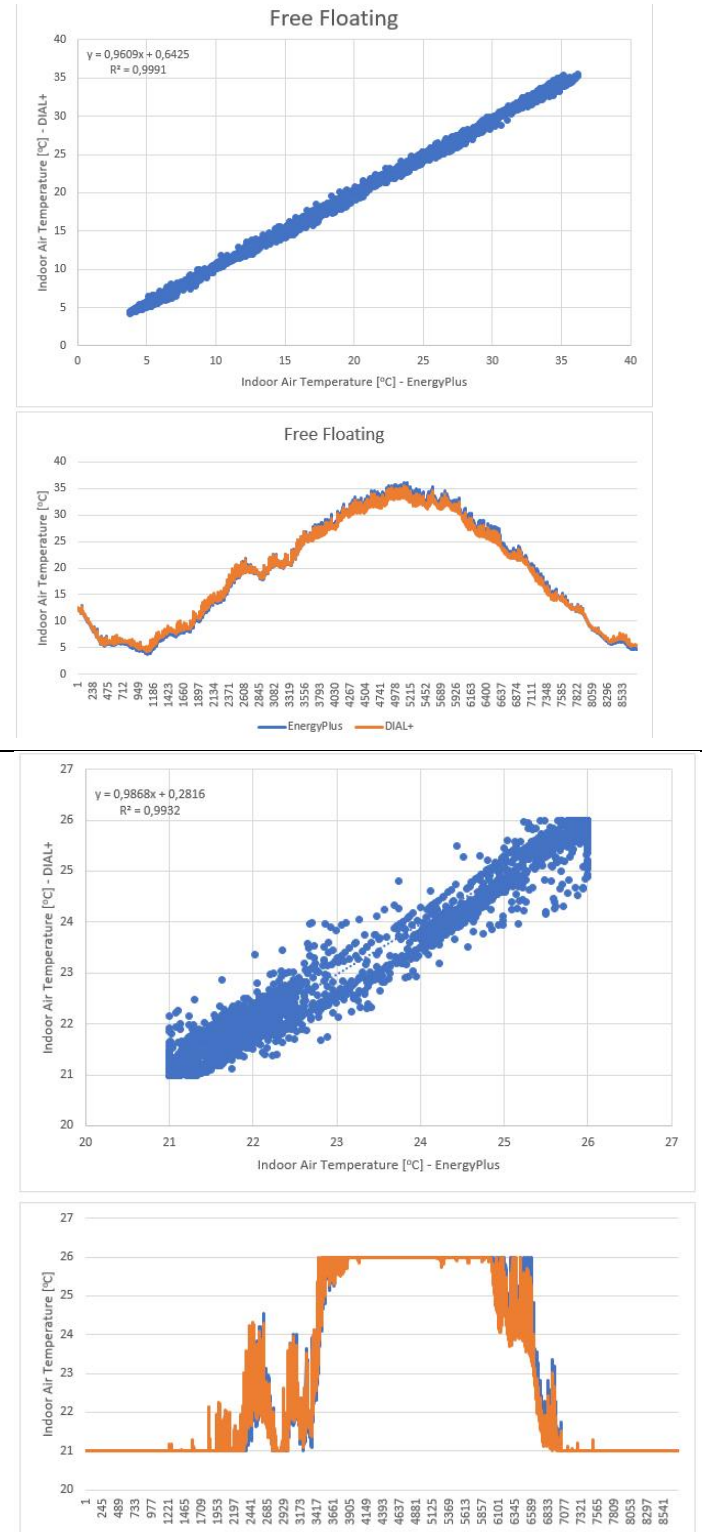 Free Floating
y = 0,9609x + 0,6425
R² = 0,9991
Indoor Air Temperature [°C] - DIAL+
40
35
30
25
20
15
10
5
0
0 5 10 15 20 25 30 35 40
Indoor Air Temperature [°C] - EnergyPlus
Free Floating
Indoor Air Temperature [°C]
40
35
30
25
20
15
10
5
0
1 238 475 712 949 1186 1423 1660 1897 2134 2371 2608 2845 3082 3319 3556 3793 4030 4267 4504 4741 4978 5215 5452 5689 5926 6163 6400 6637 6874 7111 7348 7585 7822 8059 8296 8533
EnergyPlus DIAL+
y = 0,9868x + 0,2816
R² = 0,9932
Indoor Air Temperature [°C] - DIAL+
27
26
25
24
23
22
21
20
20 21 22 23 24 25 26 27
Indoor Air Temperature [°C] - EnergyPlus
Indoor Air Temperature [°C]
27
26
25
24
23
22
21
20
1 245 489 733 977 1221 1465 1709 1953 2197 2441 2685 2929 3173 3417 3661 3905 4149 4393 4637 4881 5125 5369 5613 5857 6101 6345 6589 6833 7077 7321 7565 7809 8053 8297 8541